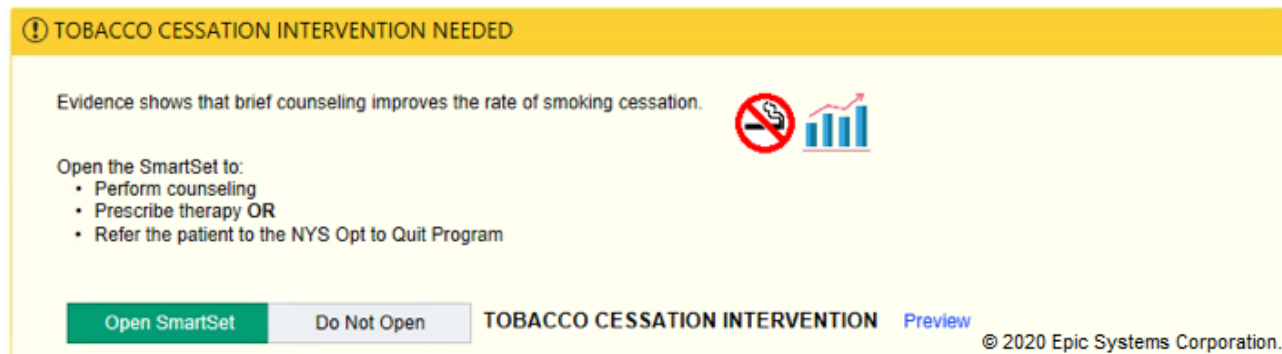 TOBACCO CESSATION INTERVENTION NEEDED
Evidence shows that brief counseling improves the rate of smoking cessation.
Open the SmartSet to:
• Perform counseling
• Prescribe therapy OR
• Refer the patient to the NYS Opt to Quit Program
Open SmartSet Do Not Open TOBACCO CESSATION INTERVENTION Preview
© 2020 Epic Systems Corporation.